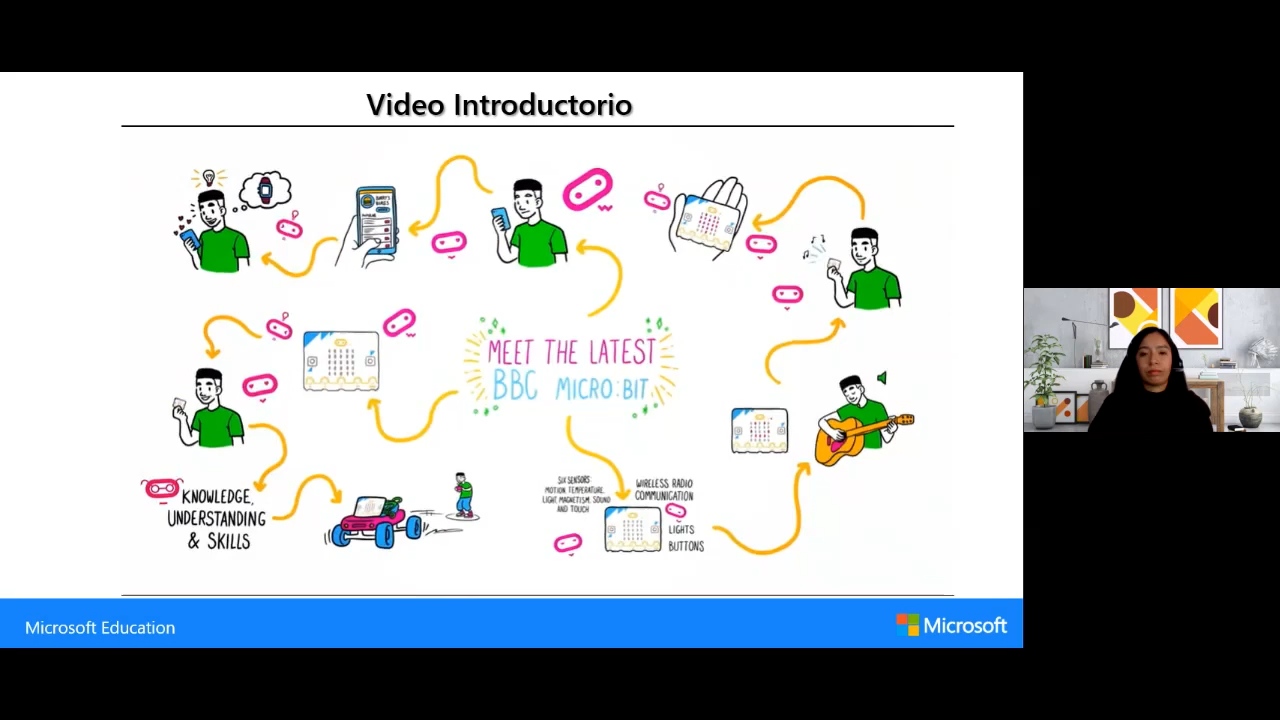 Video Introductorio
MEET THE LATEST
BBC MICRO:BIT
KNOWLEDGE,
UNDERSTANDING
& SKILLS
SIX SENSORS
MOTION, TEMPERATURE,
LIGHT, MAGNETISM, SOUND
AND TOUCH
WIRELESS RADIO
COMMUNICATION
LIGHTS
BUTTONS
Microsoft Education
Microsoft